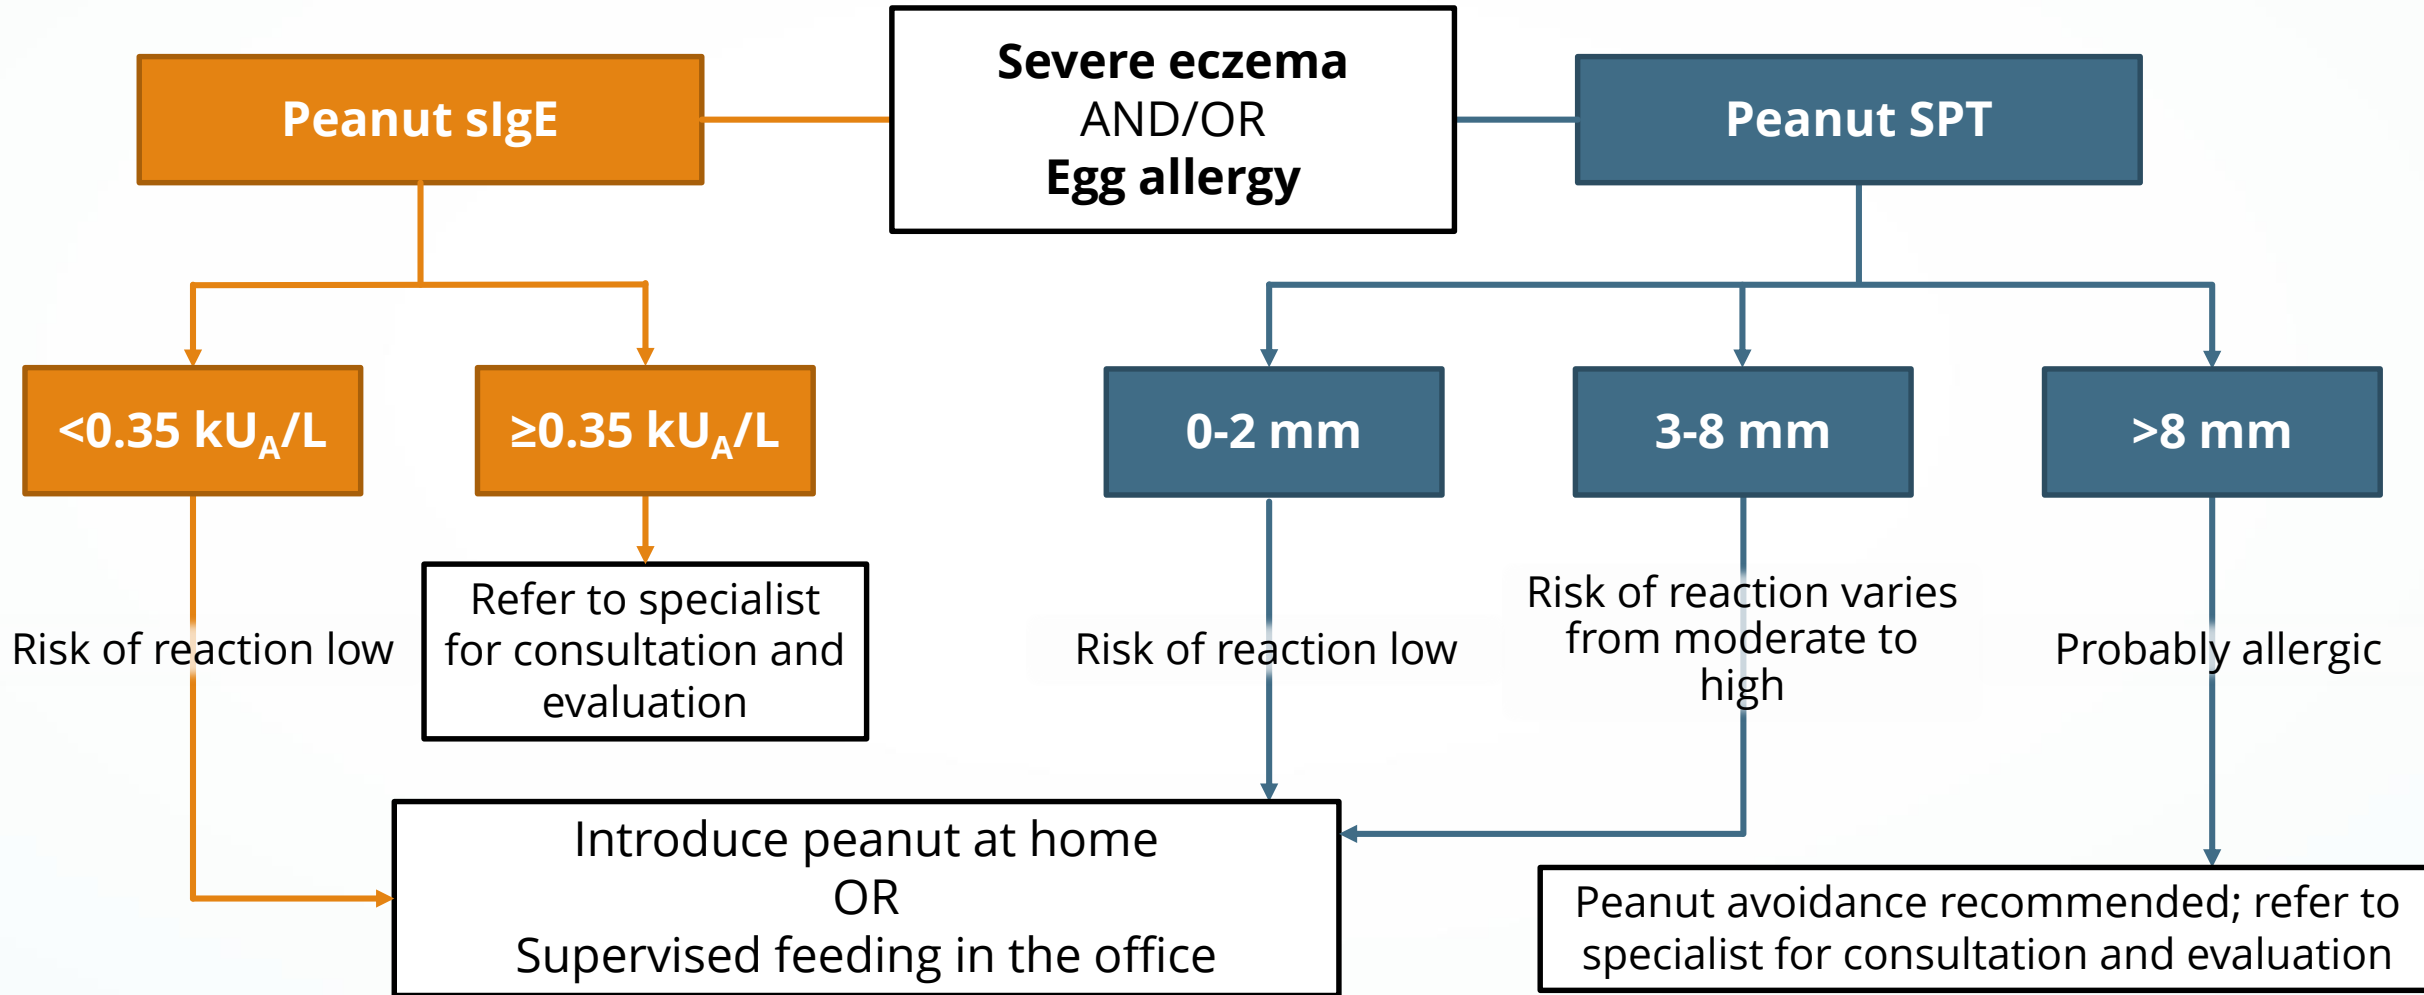 Severe eczema
AND/OR
Egg allergy
Peanut sIgE
Peanut SPT
<0.35 kU_A/L
≥0.35 kU_A/L
0-2 mm
3-8 mm
>8 mm
Risk of reaction low
Refer to specialist
for consultation and
evaluation
Risk of reaction low
Risk of reaction varies
from moderate to
high
Probably allergic
Introduce peanut at home
OR
Supervised feeding in the office
Peanut avoidance recommended; refer to
specialist for consultation and evaluation